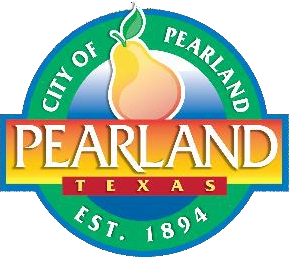 CITY OF PEARLAND
PEARLAND
TEXAS
EST. 1894